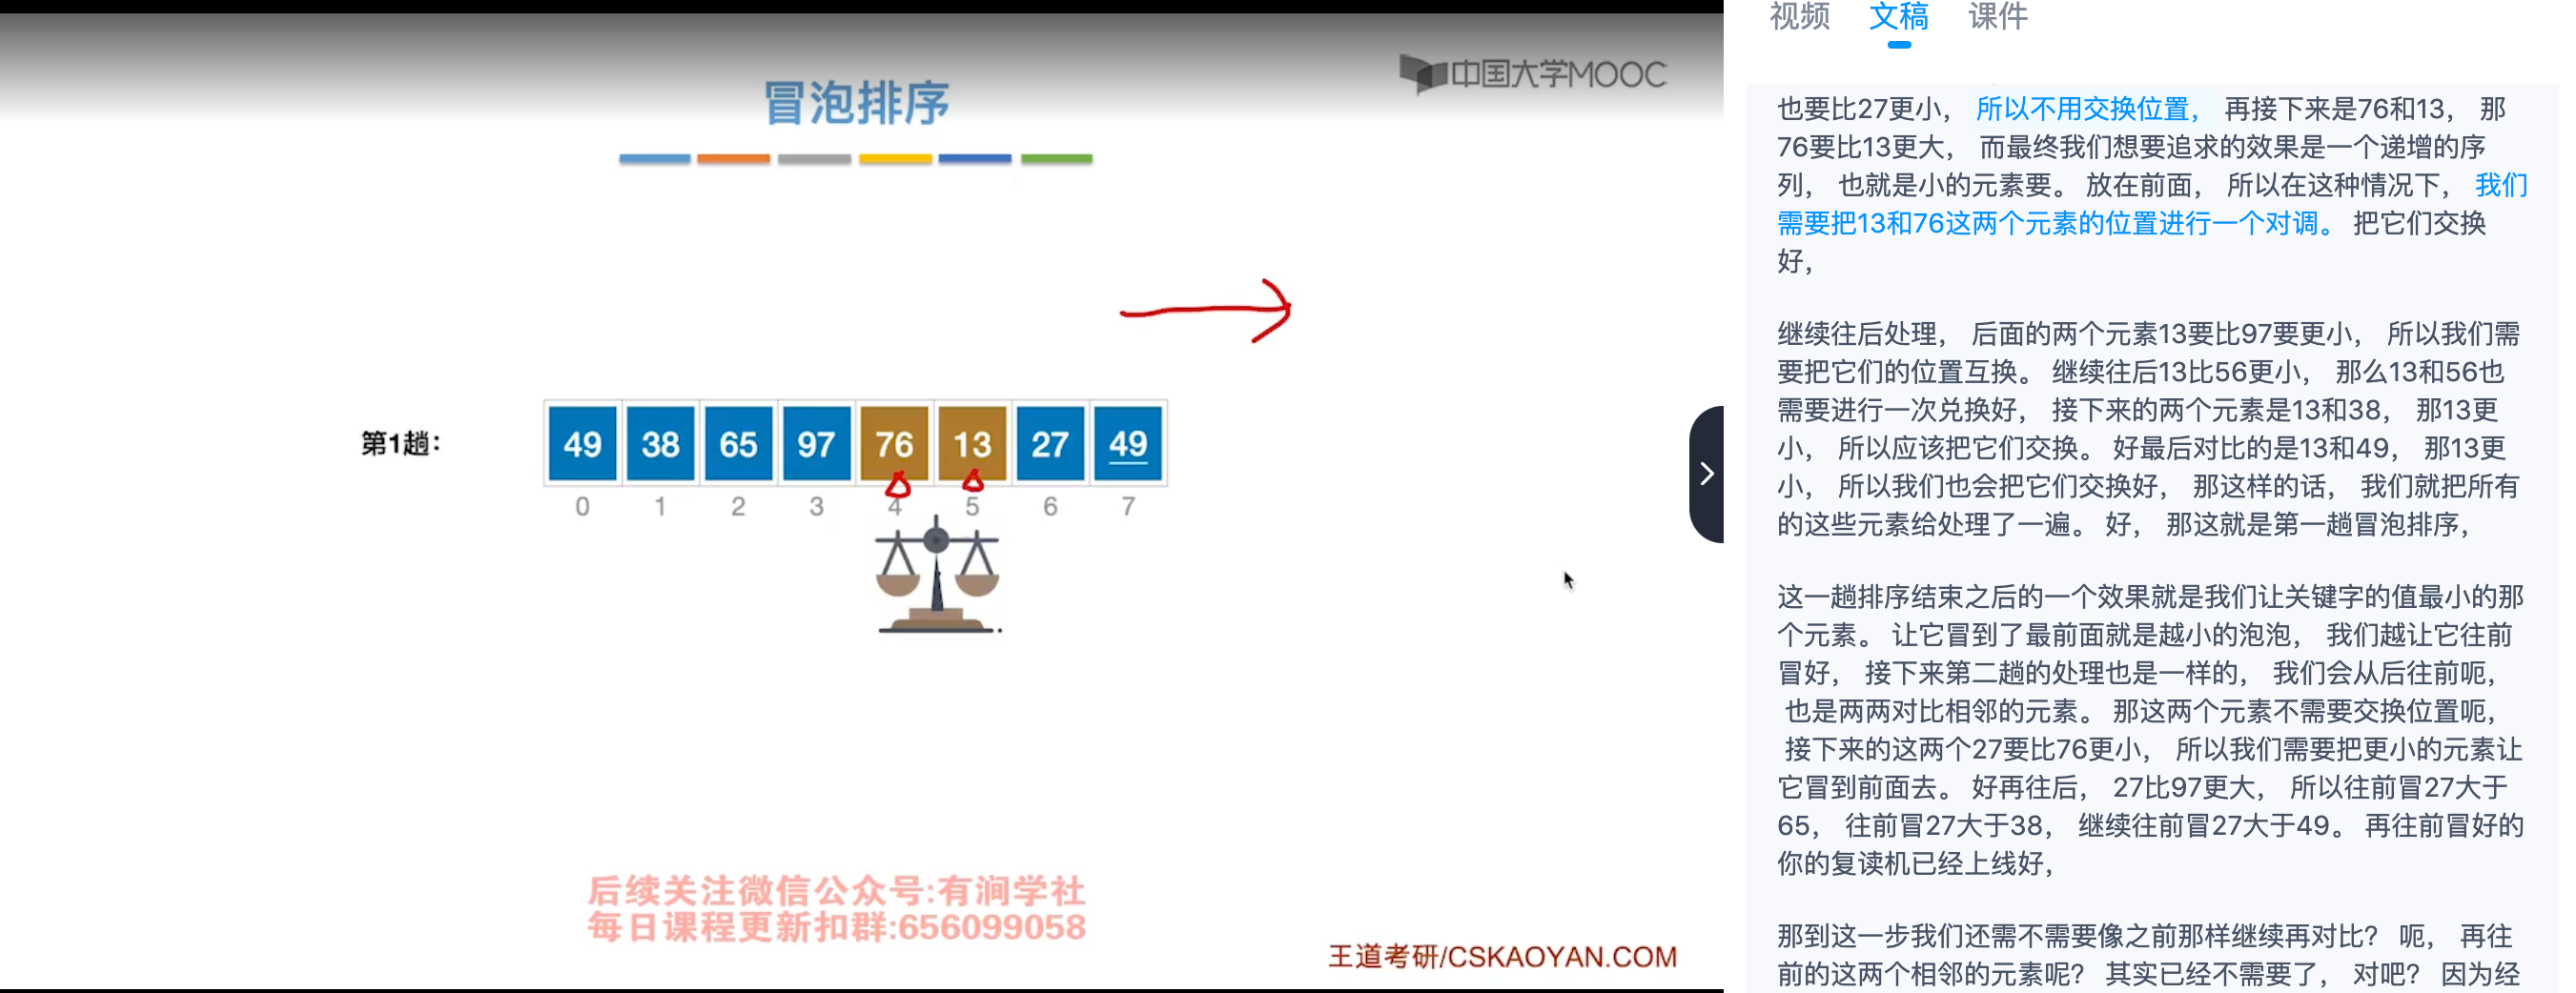 冒泡排序
中国大学MOOC
第1趟：
49 38 65 97 76 13 27 49
0 1 2 3 4 5 6 7
后续关注微信公众号:有涧学社
每日课程更新扣群:656099058
王道考研/CSKAOYAN.COM
视频 文稿 课件
也要比27更小， 所以不用交换位置， 再接下来是76和13， 那
76要比13更大， 而最终我们想要追求的效果是一个递增的序
列， 也就是小的元素要。 放在前面， 所以在这种情况下， 我们
需要把13和76这两个元素的位置进行一个对调。 把它们交换
好，
继续往后处理， 后面的两个元素13要比97要更小， 所以我们需
要把它们的位置互换。 继续往后13比56更小， 那么13和56也
需要进行一次兑换好， 接下来的两个元素是13和38， 那13更
小， 所以应该把它们交换。 好最后对比的是13和49， 那13更
小， 所以我们也会把它们交换好， 那这样的话， 我们就把所有
的这些元素给处理了一遍。 好， 那这就是第一趟冒泡排序，
这一趟排序结束之后的一个效果就是我们让关键字的值最小的那
个元素。 让它冒到了最前面就是越小的泡泡， 我们越让它往前
冒好， 接下来第二趟的处理也是一样的， 我们会从后往前呃，
也是两两对比相邻的元素。 那这两个元素不需要交换位置呃，
接下来的这两个27要比76更小， 所以我们需要把更小的元素让
它冒到前面去。 好再往后， 27比97更大， 所以往前冒27大于
65， 往前冒27大于38， 继续往前冒27大于49。 再往前冒好的
你的复读机已经上线好，
那到这一步我们还需不需要像之前那样继续再对比？ 呃， 再往
前的这两个相邻的元素呢？ 其实已经不需要了， 对吧？ 因为经